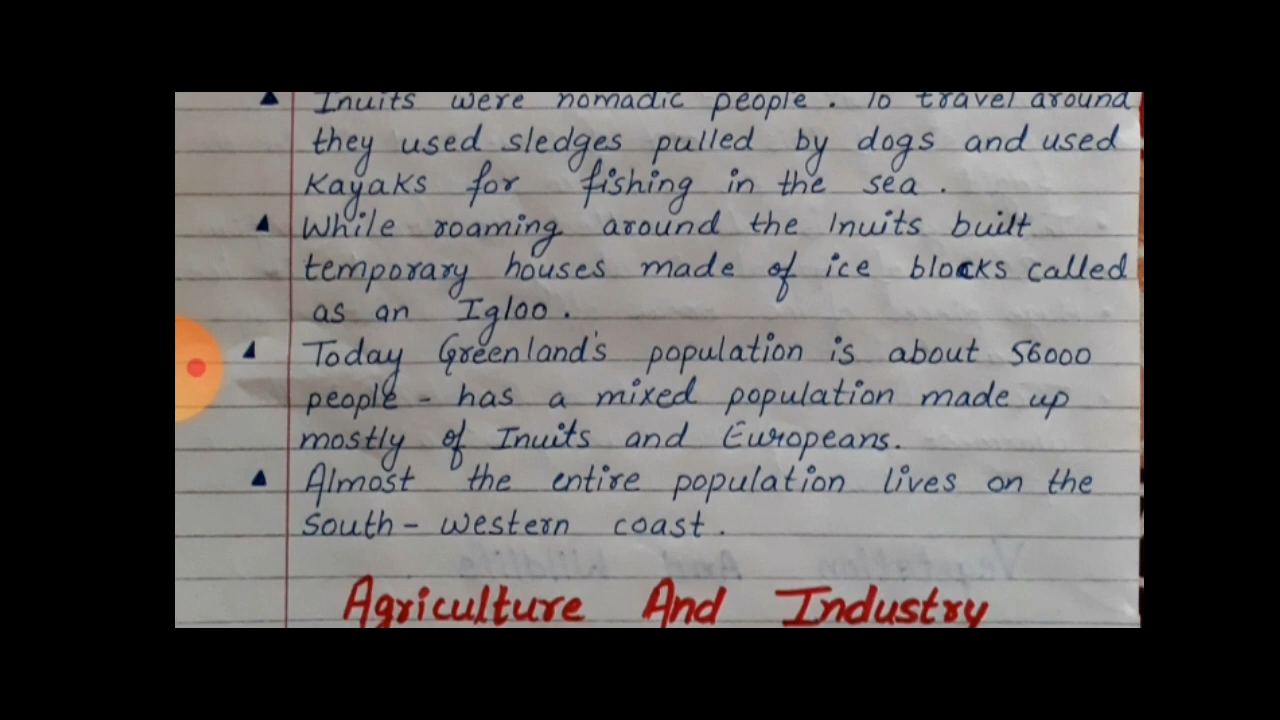 ▲ Inuits were nomadic people. To travel around
they used sledges pulled by dogs and used
Kayaks for fishing in the sea.
▲ While roaming around the Inuits built
temporary houses made of ice blocks called
as an Igloo.
▲ Today Greenland's population is about 56000
people - has a mixed population made up
mostly of Inuits and Europeans.
▲ Almost the entire population lives on the
South-western coast.
Vegetation And Wildlife
Agriculture And Industry